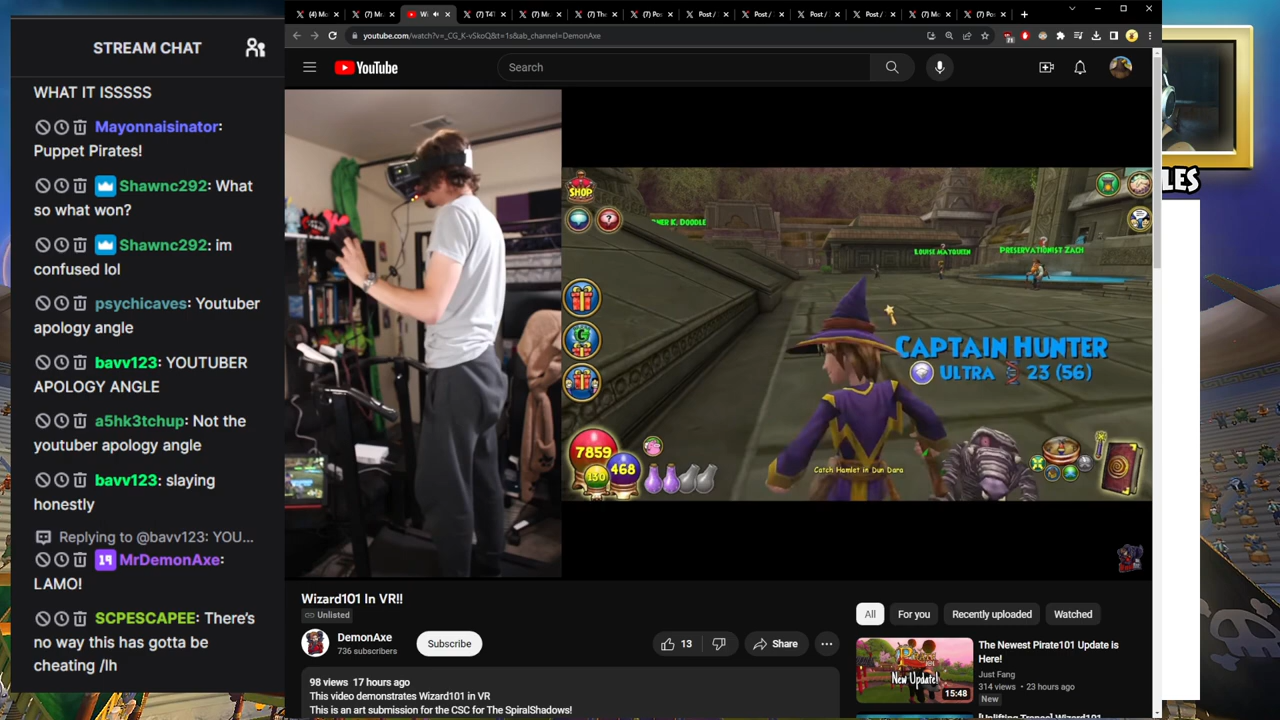 STREAM CHAT
WHAT IT ISSSSS
Mayonnaisinator:
Puppet Pirates!
Shawnc292: What
so what won?
Shawnc292: im
confused lol
psychicaves: Youtuber
apology angle
bavv123: YOUTUBER
APOLOGY ANGLE
a5hk3tchup: Not the
youtuber apology angle
bavv123: slaying
honestly
Replying to @bavv123: YOU...
19 MrDemonAxe:
LAMO!
SCPESCAPEE: There's
no way this has gotta be
cheating /lh
youtube.com/watch?v=_CG_K-vSkoQ&t=1s&ab_channel=DemonAxe
YouTube
Search
SHOP
NER K. DOODLE
LOUISE MAYBUKEN
PRESERVATIONIST ZACH
CAPTAIN HUNTER
ULTRA 23 (56)
7859
468
130
Catch Hamlet in Dun Dara
Wizard101 In VR!!
Unlisted
DemonAxe
736 subscribers
Subscribe
13
Share
98 views 17 hours ago
This video demonstrates Wizard101 in VR
This is an art submission for the CSC for The SpiralShadows!
All
For you
Recently uploaded
Watched
New Update!
15:48
The Newest Pirate101 Update is
Here!
Just Fang
314 views • 23 hours ago
New
LES